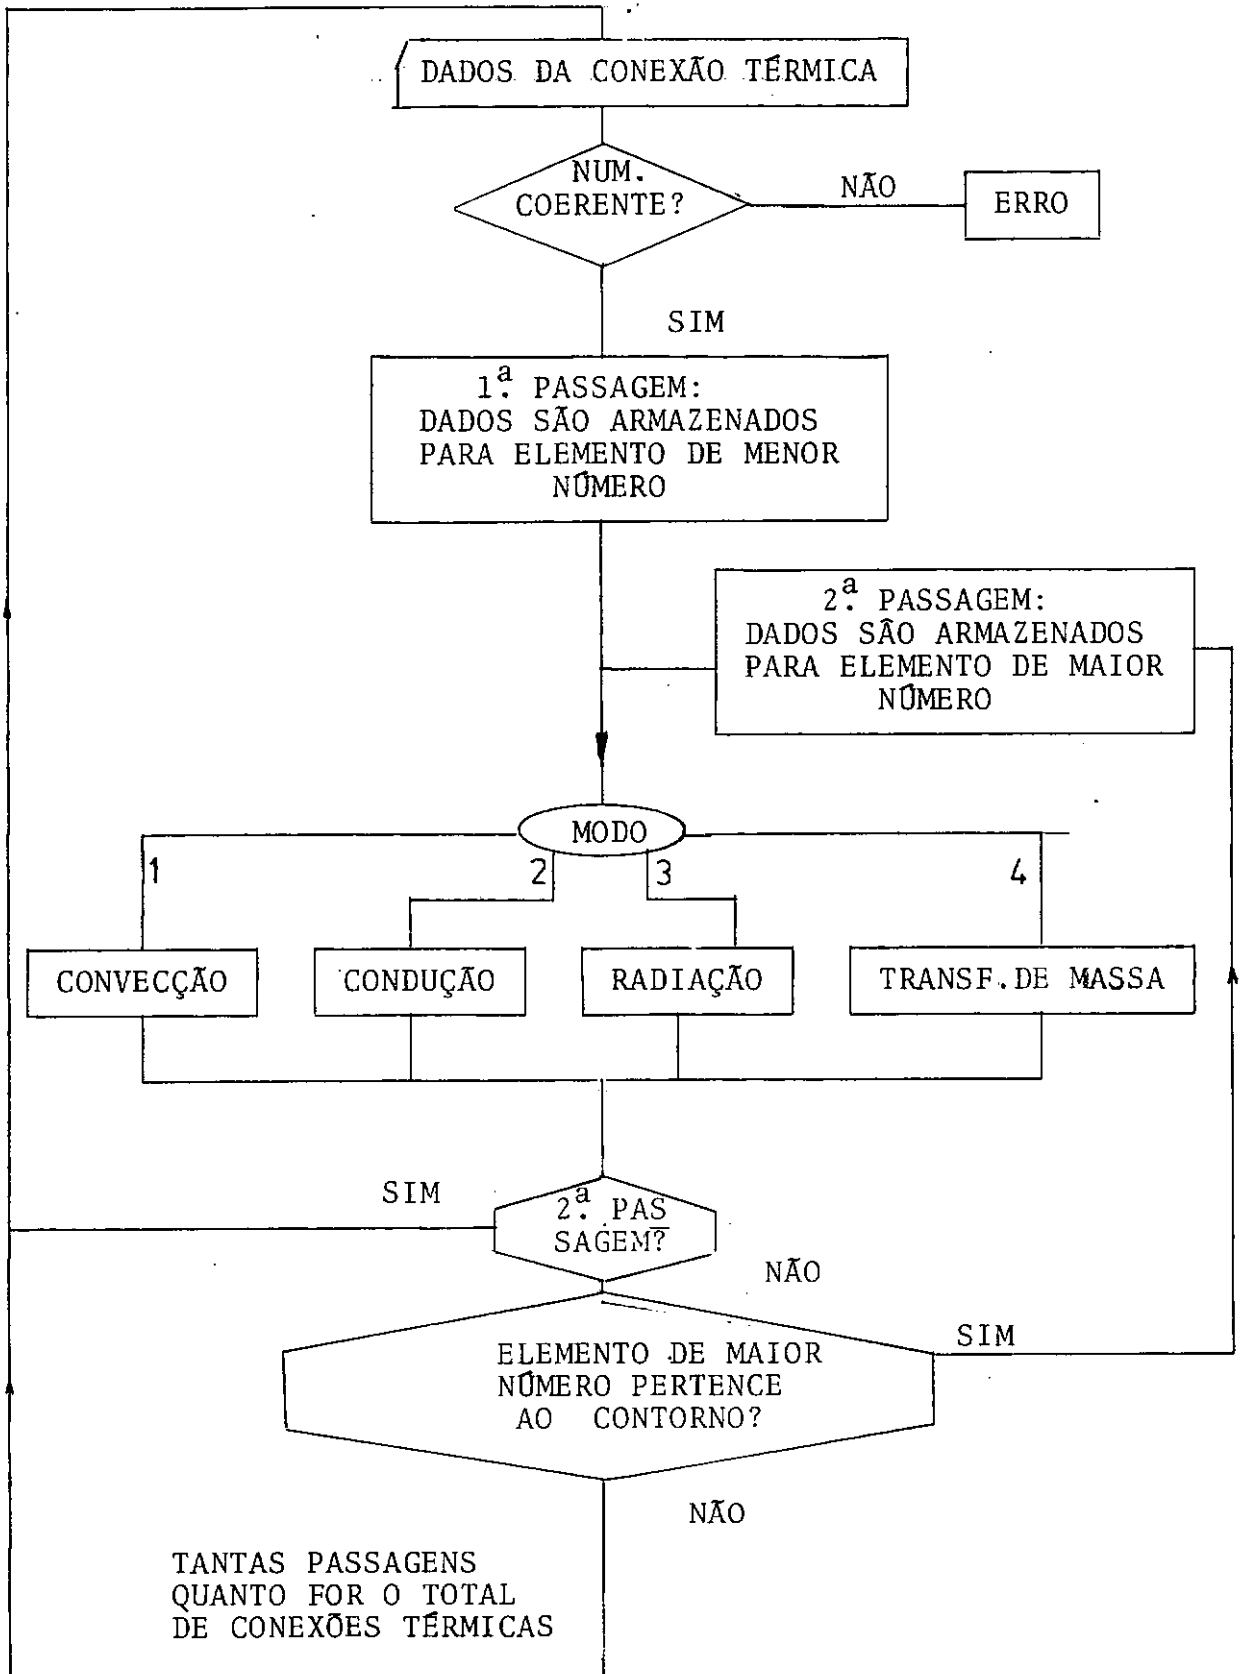 DADOS DA CONEXÃO TÉRMICA
NUM.
COERENTE?
NÃO
ERRO
SIM
1.ª PASSAGEM:
DADOS SÃO ARMAZENADOS
PARA ELEMENTO DE MENOR
NÚMERO
2.ª PASSAGEM:
DADOS SÃO ARMAZENADOS
PARA ELEMENTO DE MAIOR
NÚMERO
MODO
1
2
3
4
CONVECÇÃO
CONDUÇÃO
RADIAÇÃO
TRANSF. DE MASSA
SIM
2.ª PAS
SAGEM?
NÃO
SIM
ELEMENTO DE MAIOR
NÚMERO PERTENCE
AO CONTORNO?
NÃO
TANTAS PASSAGENS
QUANTO FOR O TOTAL
DE CONEXÕES TÉRMICAS